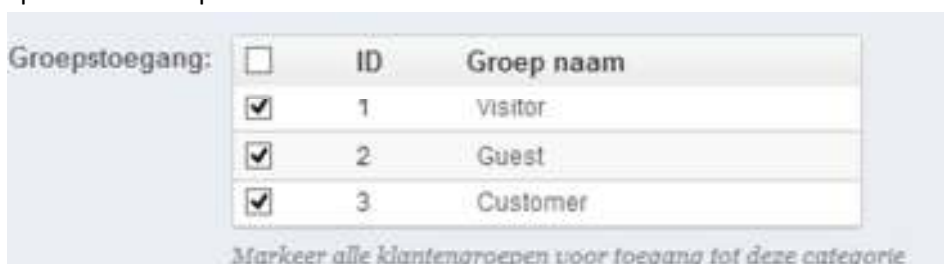 Groepstoegang: ID Groep naam
1 Visitor
2 Guest
3 Customer
Markeer alle klantengroepen voor toegang tot deze categorie